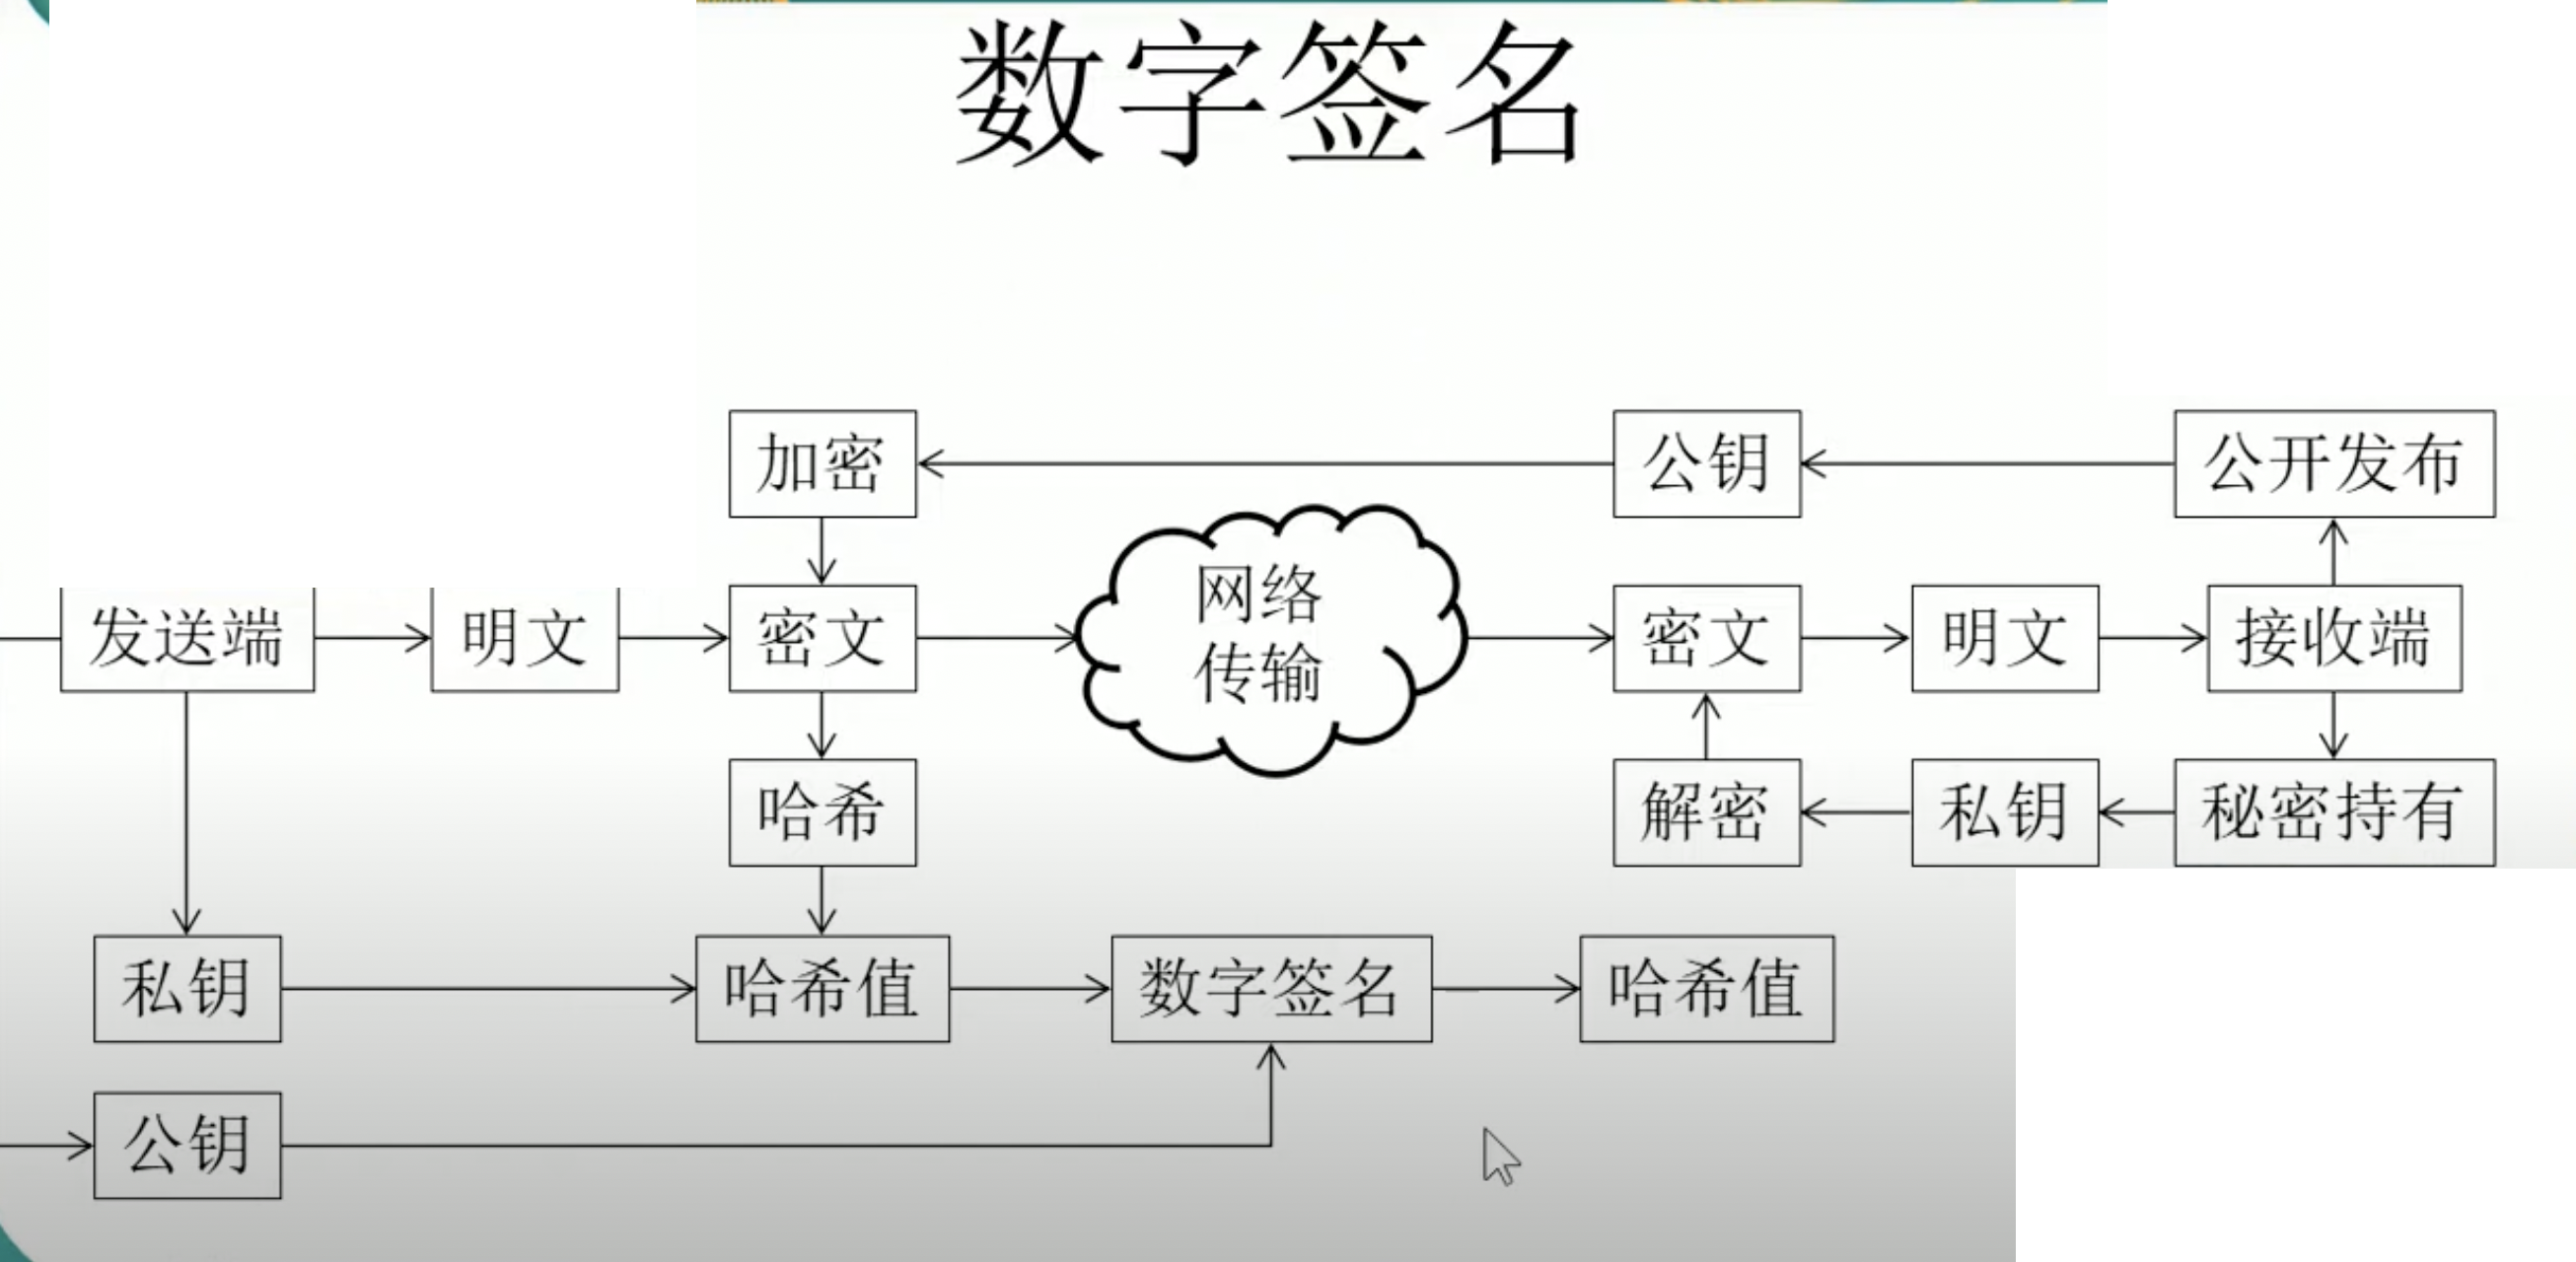 数字签名
加密
公钥
公开发布
发送端
明文
密文
网络
传输
密文
明文
接收端
哈希
解密
私钥
秘密持有
私钥
哈希值
数字签名
哈希值
公钥